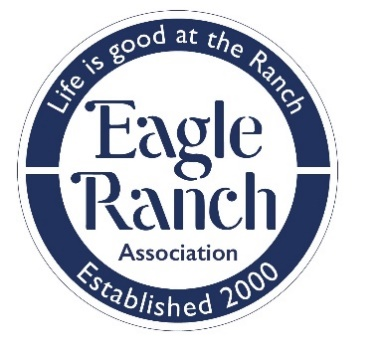 Life is good at the Ranch
Eagle
Ranch
Association
Established 2000